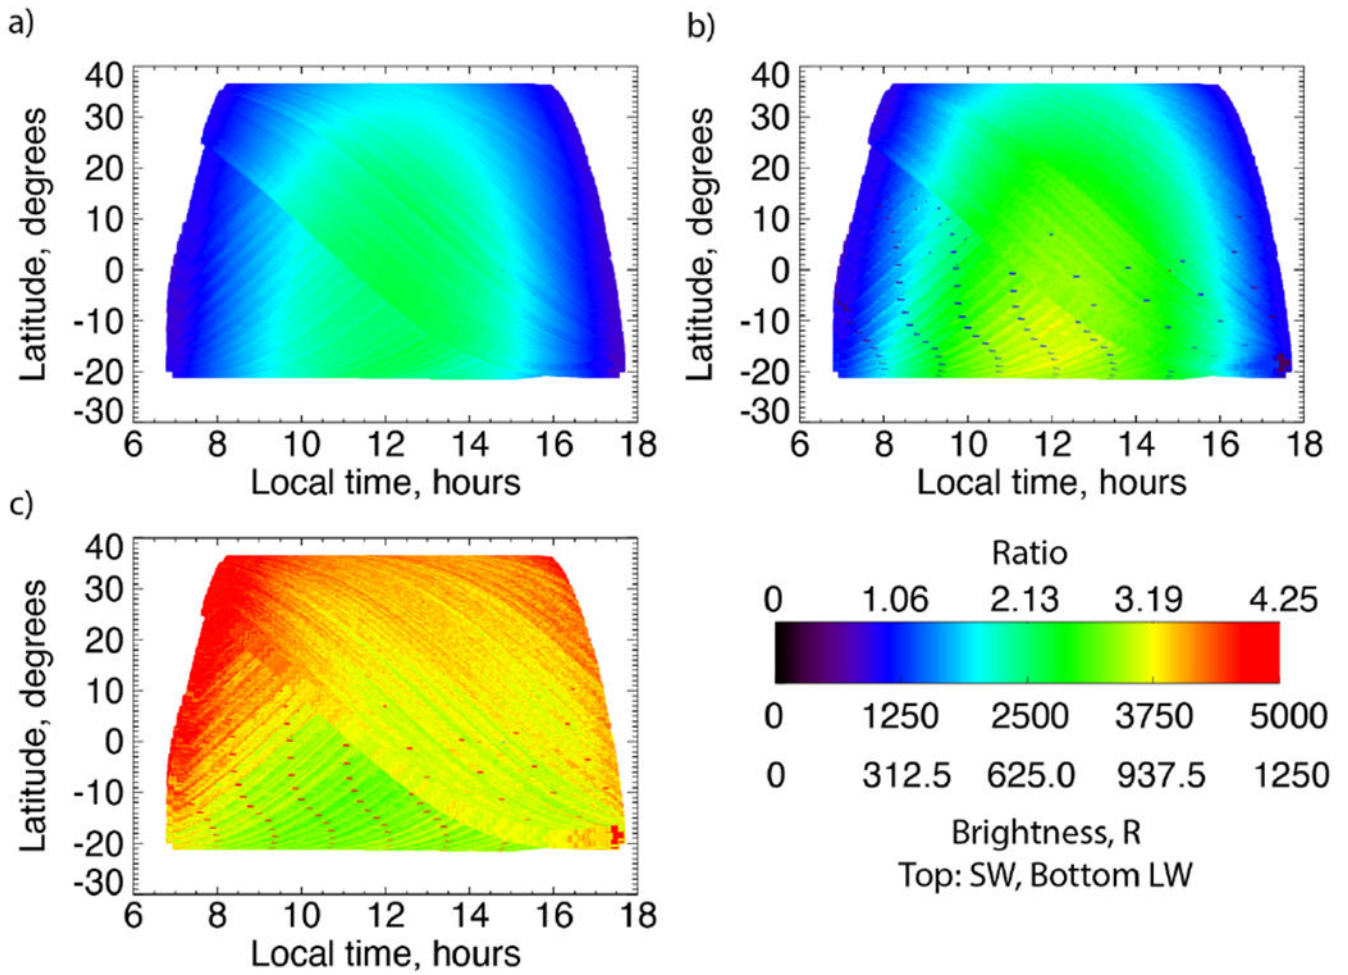 a)
40
30
20
10
0
-10
-20
-30
Latitude, degrees
6 8 10 12 14 16 18
Local time, hours
b)
40
30
20
10
0
-10
-20
-30
Latitude, degrees
6 8 10 12 14 16 18
Local time, hours
c)
40
30
20
10
0
-10
-20
-30
Latitude, degrees
6 8 10 12 14 16 18
Local time, hours
Ratio
0 1.06 2.13 3.19 4.25
0 1250 2500 3750 5000
0 312.5 625.0 937.5 1250
Brightness, R
Top: SW, Bottom LW